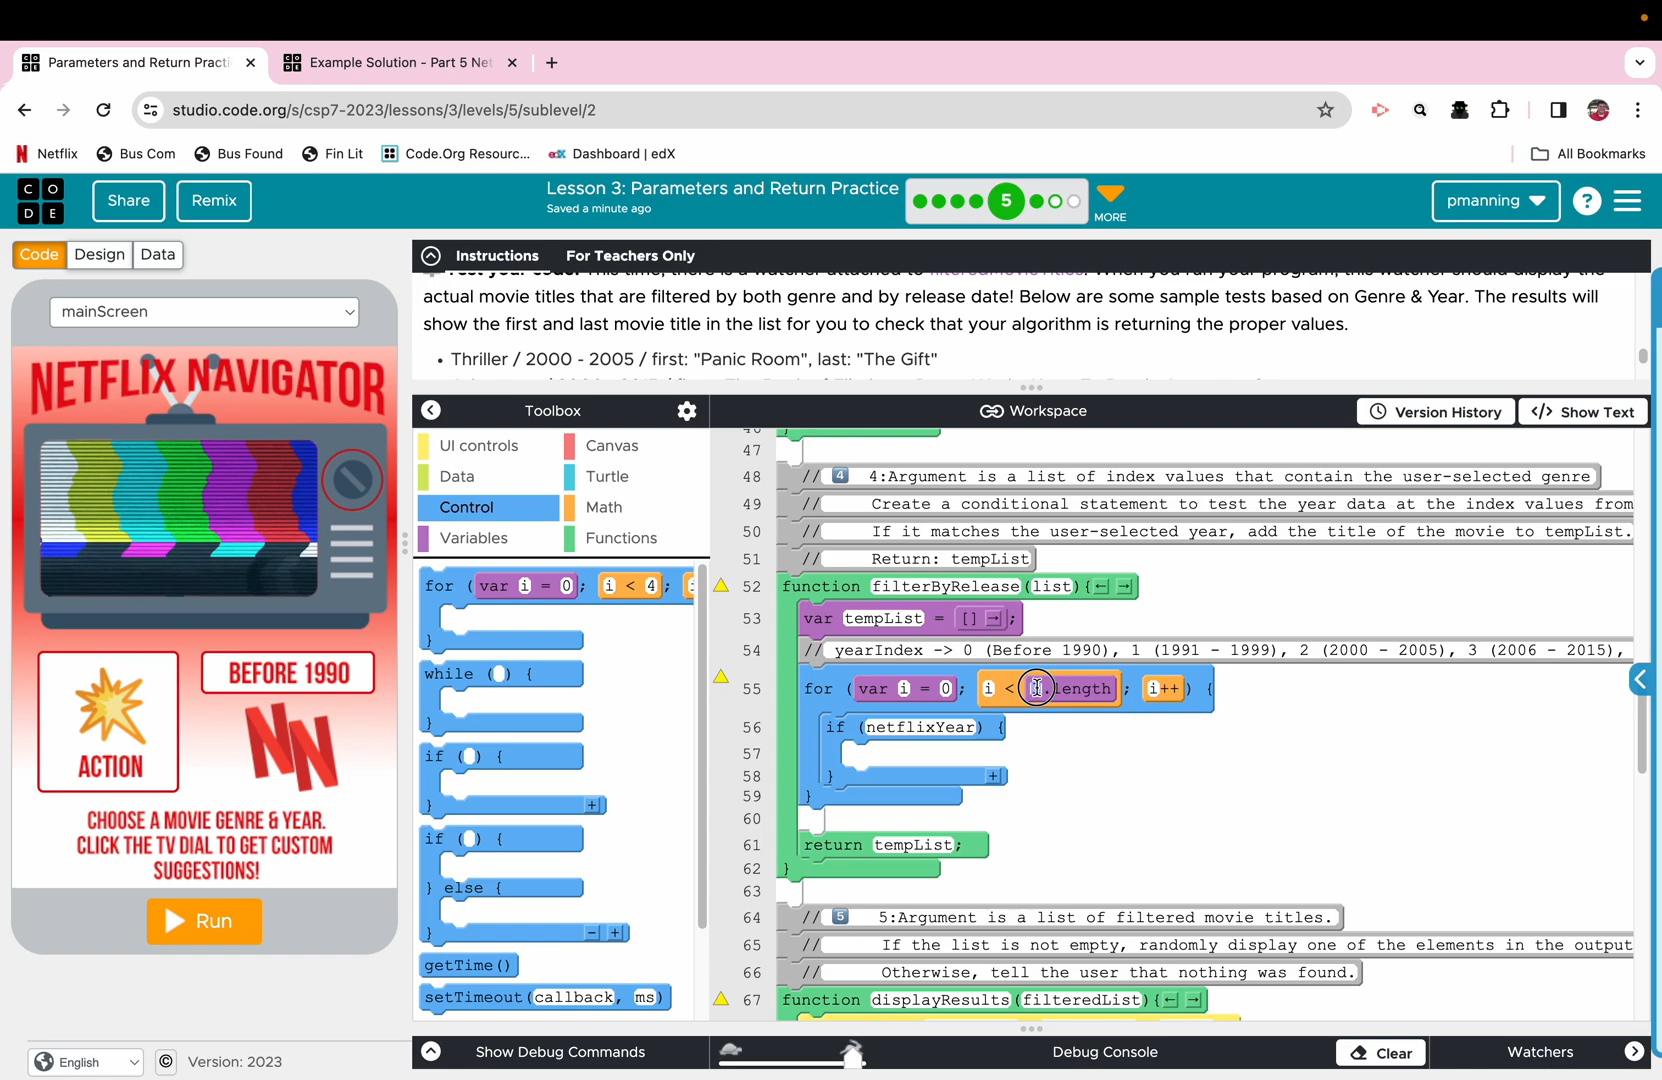 Parameters and Return Practi
Example Solution - Part 5 Net
studio.code.org/s/csp7-2023/lessons/3/levels/5/sublevel/2
Netflix
Bus Com
Bus Found
Fin Lit
Code.Org Resourc...
Dashboard | edX
All Bookmarks
C O
D E
Share
Remix
Lesson 3: Parameters and Return Practice
Saved a minute ago
5
MORE
pmanning
?
Code
Design
Data
Instructions
For Teachers Only
mainScreen
actual movie titles that are filtered by both genre and by release date! Below are some sample tests based on Genre & Year. The results will
show the first and last movie title in the list for you to check that your algorithm is returning the proper values.
• Thriller / 2000 - 2005 / first: "Panic Room", last: "The Gift"
NETFLIX NAVIGATOR
BEFORE 1990
ACTION
CHOOSE A MOVIE GENRE & YEAR.
CLICK THE TV DIAL TO GET CUSTOM
SUGGESTIONS!
Run
Toolbox
Workspace
Version History
Show Text
UI controls
Canvas
Data
Turtle
Control
Math
Variables
Functions
for (var i = 0; i < 4; i
}
while () {
}
if () {
}
if () {
} else {
}
getTime()
setTimeout(callback, ms)
46 }
47
48 // 4 4:Argument is a list of index values that contain the user-selected genre
49 // Create a conditional statement to test the year data at the index values from
50 // If it matches the user-selected year, add the title of the movie to tempList.
51 // Return: tempList
52 function filterByRelease(list){
53 var tempList = [];
54 // yearIndex -> 0 (Before 1990), 1 (1991 - 1999), 2 (2000 - 2005), 3 (2006 - 2015),
55 for (var i = 0; i < .length; i++) {
56 if (netflixYear) {
57
58 }
59 }
60
61 return tempList;
62 }
63
64 // 5 5:Argument is a list of filtered movie titles.
65 // If the list is not empty, randomly display one of the elements in the output
66 // Otherwise, tell the user that nothing was found.
67 function displayResults(filteredList){
English
©
Version: 2023
Show Debug Commands
Debug Console
Clear
Watchers